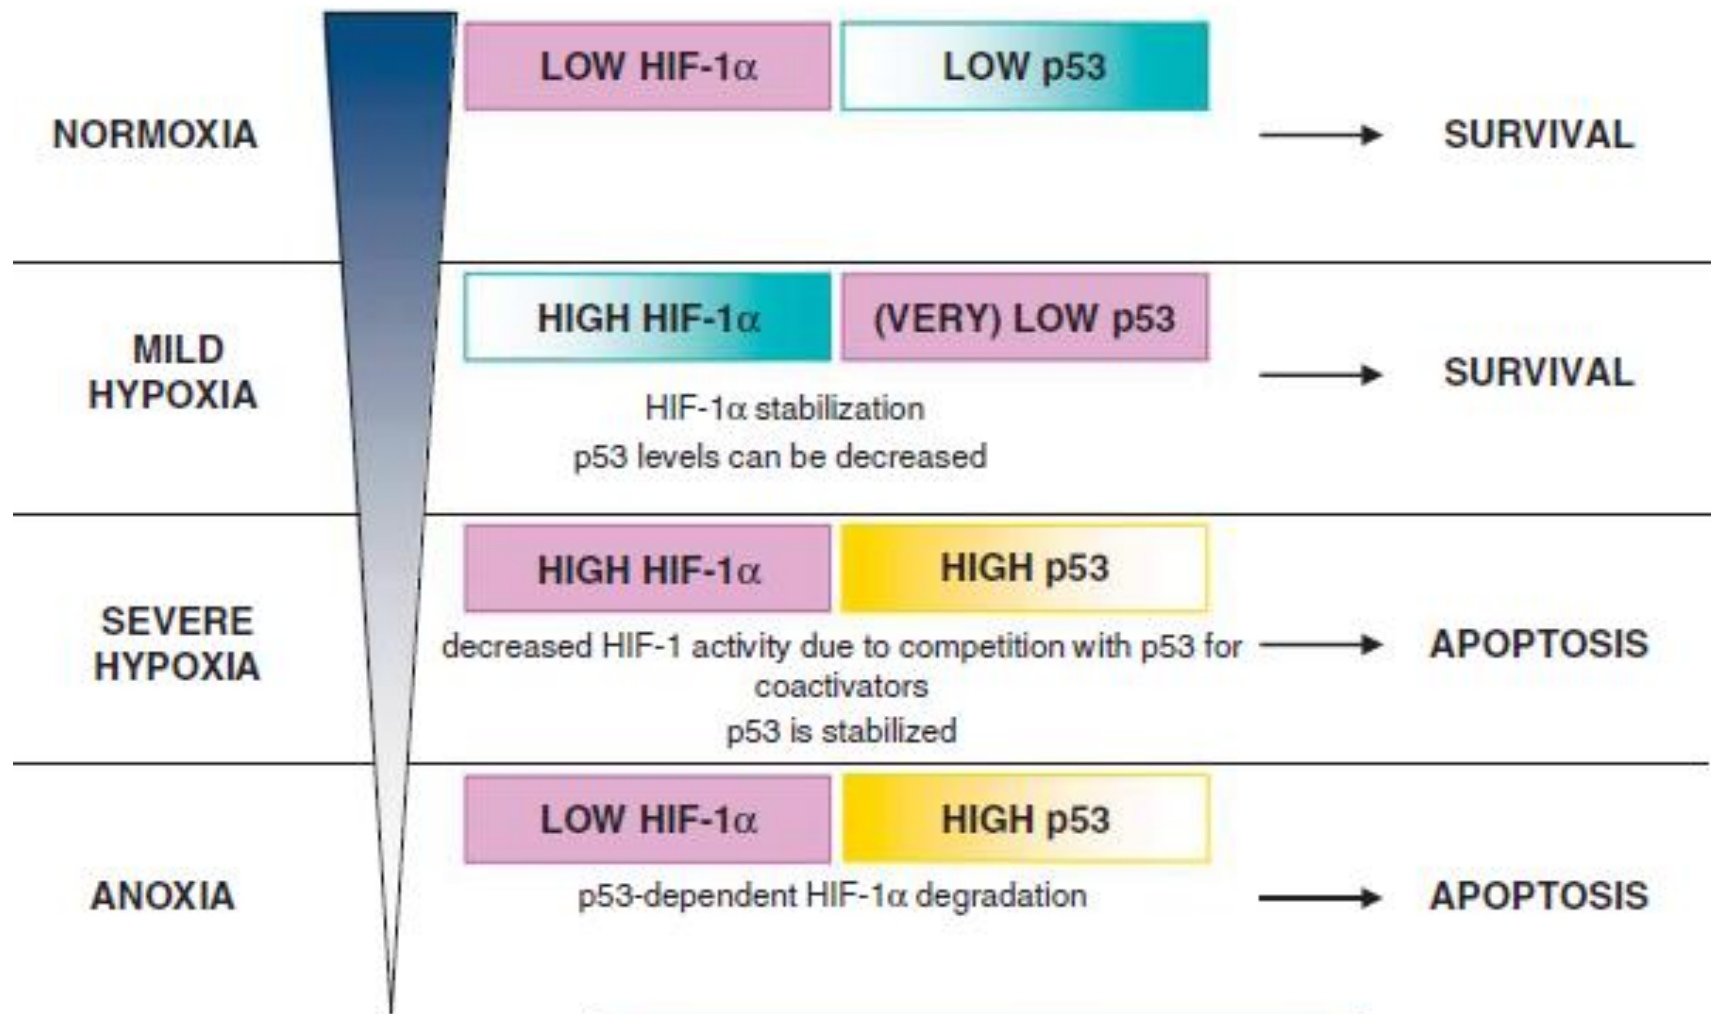 LOW HIF-1α
LOW p53
NORMOXIA
SURVIVAL
HIGH HIF-1α
(VERY) LOW p53
MILD
HYPOXIA
HIF-1α stabilization
p53 levels can be decreased
SURVIVAL
HIGH HIF-1α
HIGH p53
SEVERE
HYPOXIA
decreased HIF-1 activity due to competition with p53 for
coactivators
p53 is stabilized
APOPTOSIS
LOW HIF-1α
HIGH p53
ANOXIA
p53-dependent HIF-1α degradation
APOPTOSIS